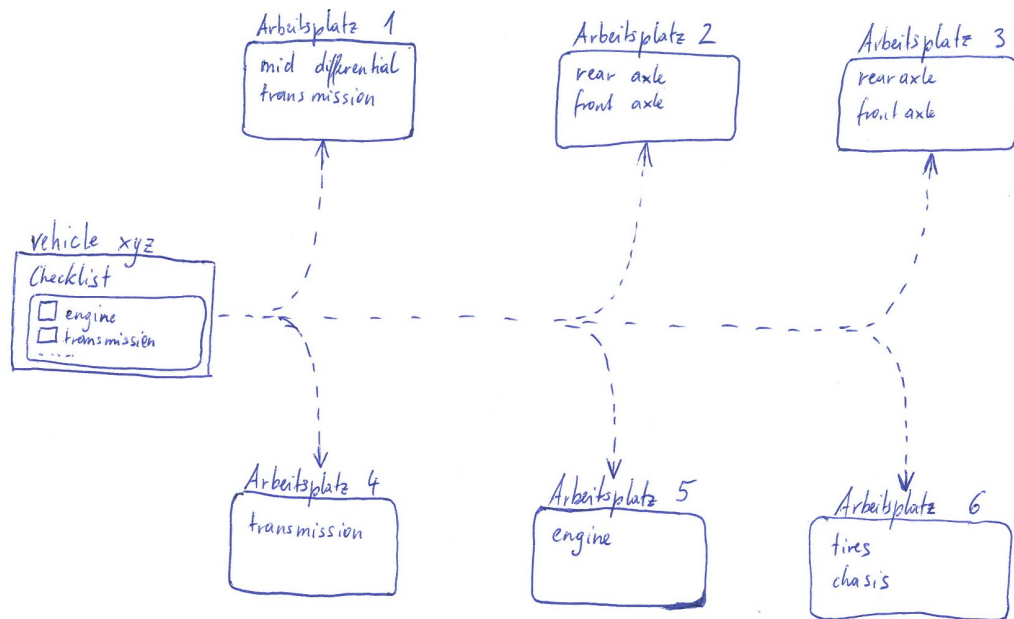 Arbeitsplatz 1
mid differential
transmission
Arbeitsplatz 2
rear axle
front axle
Arbeitsplatz 3
rear axle
front axle
vehicle xyz
Checklist
engine
transmission
Arbeitsplatz 4
transmission
Arbeitsplatz 5
engine
Arbeitsplatz 6
tires
chasis